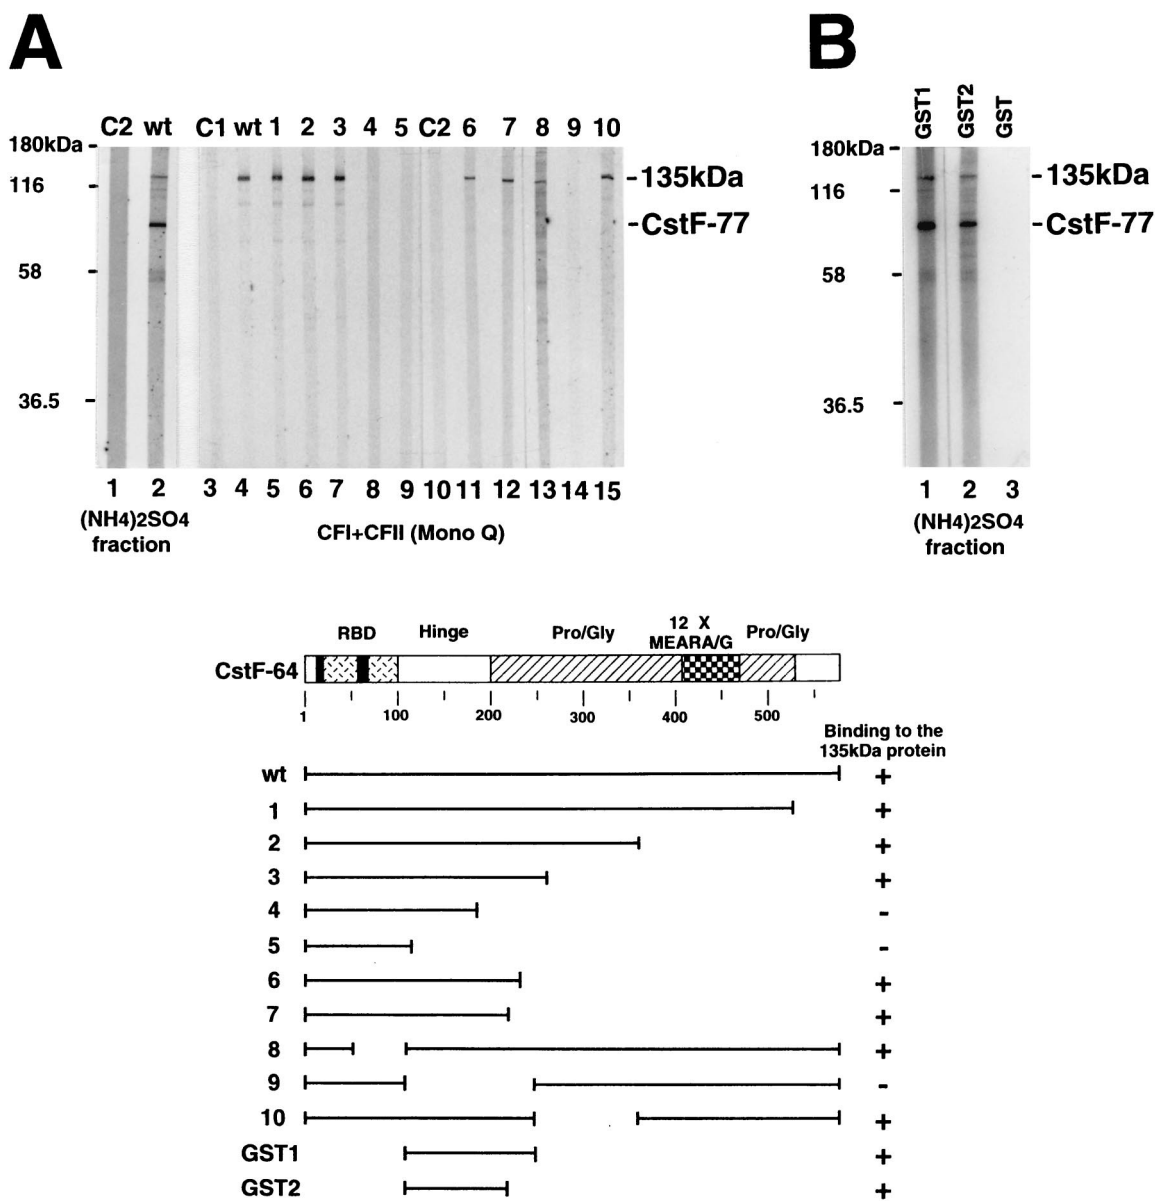 A
C2 wt C1 wt 1 2 3 4 5 C2 6 7 8 9 10
180kDa
116
58
36.5
-135kDa
-CstF-77
1 2 3 4 5 6 7 8 9 10 11 12 13 14 15
(NH4)2SO4
fraction
CFI+CFII (Mono Q)
B
GST1 GST2 GST
180kDa
116
58
36.5
-135kDa
-CstF-77
1 2 3
(NH4)2SO4
fraction
RBD Hinge Pro/Gly 12 X Pro/Gly
MEARA/G
CstF-64
1 100 200 300 400 500
Binding to the
135kDa protein
wt +
1 +
2 +
3 +
4 -
5 -
6 +
7 +
8 +
9 -
10 +
GST1 +
GST2 +